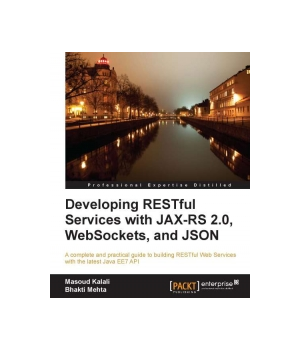 Professional Expertise Distilled
Developing RESTful
Services with JAX-RS 2.0,
WebSockets, and JSON
A complete and practical guide to building RESTful Web Services
with the latest Java EE7 API
Masoud Kalali
Bhakti Mehta
[PACKT] enterprise
PUBLISHING